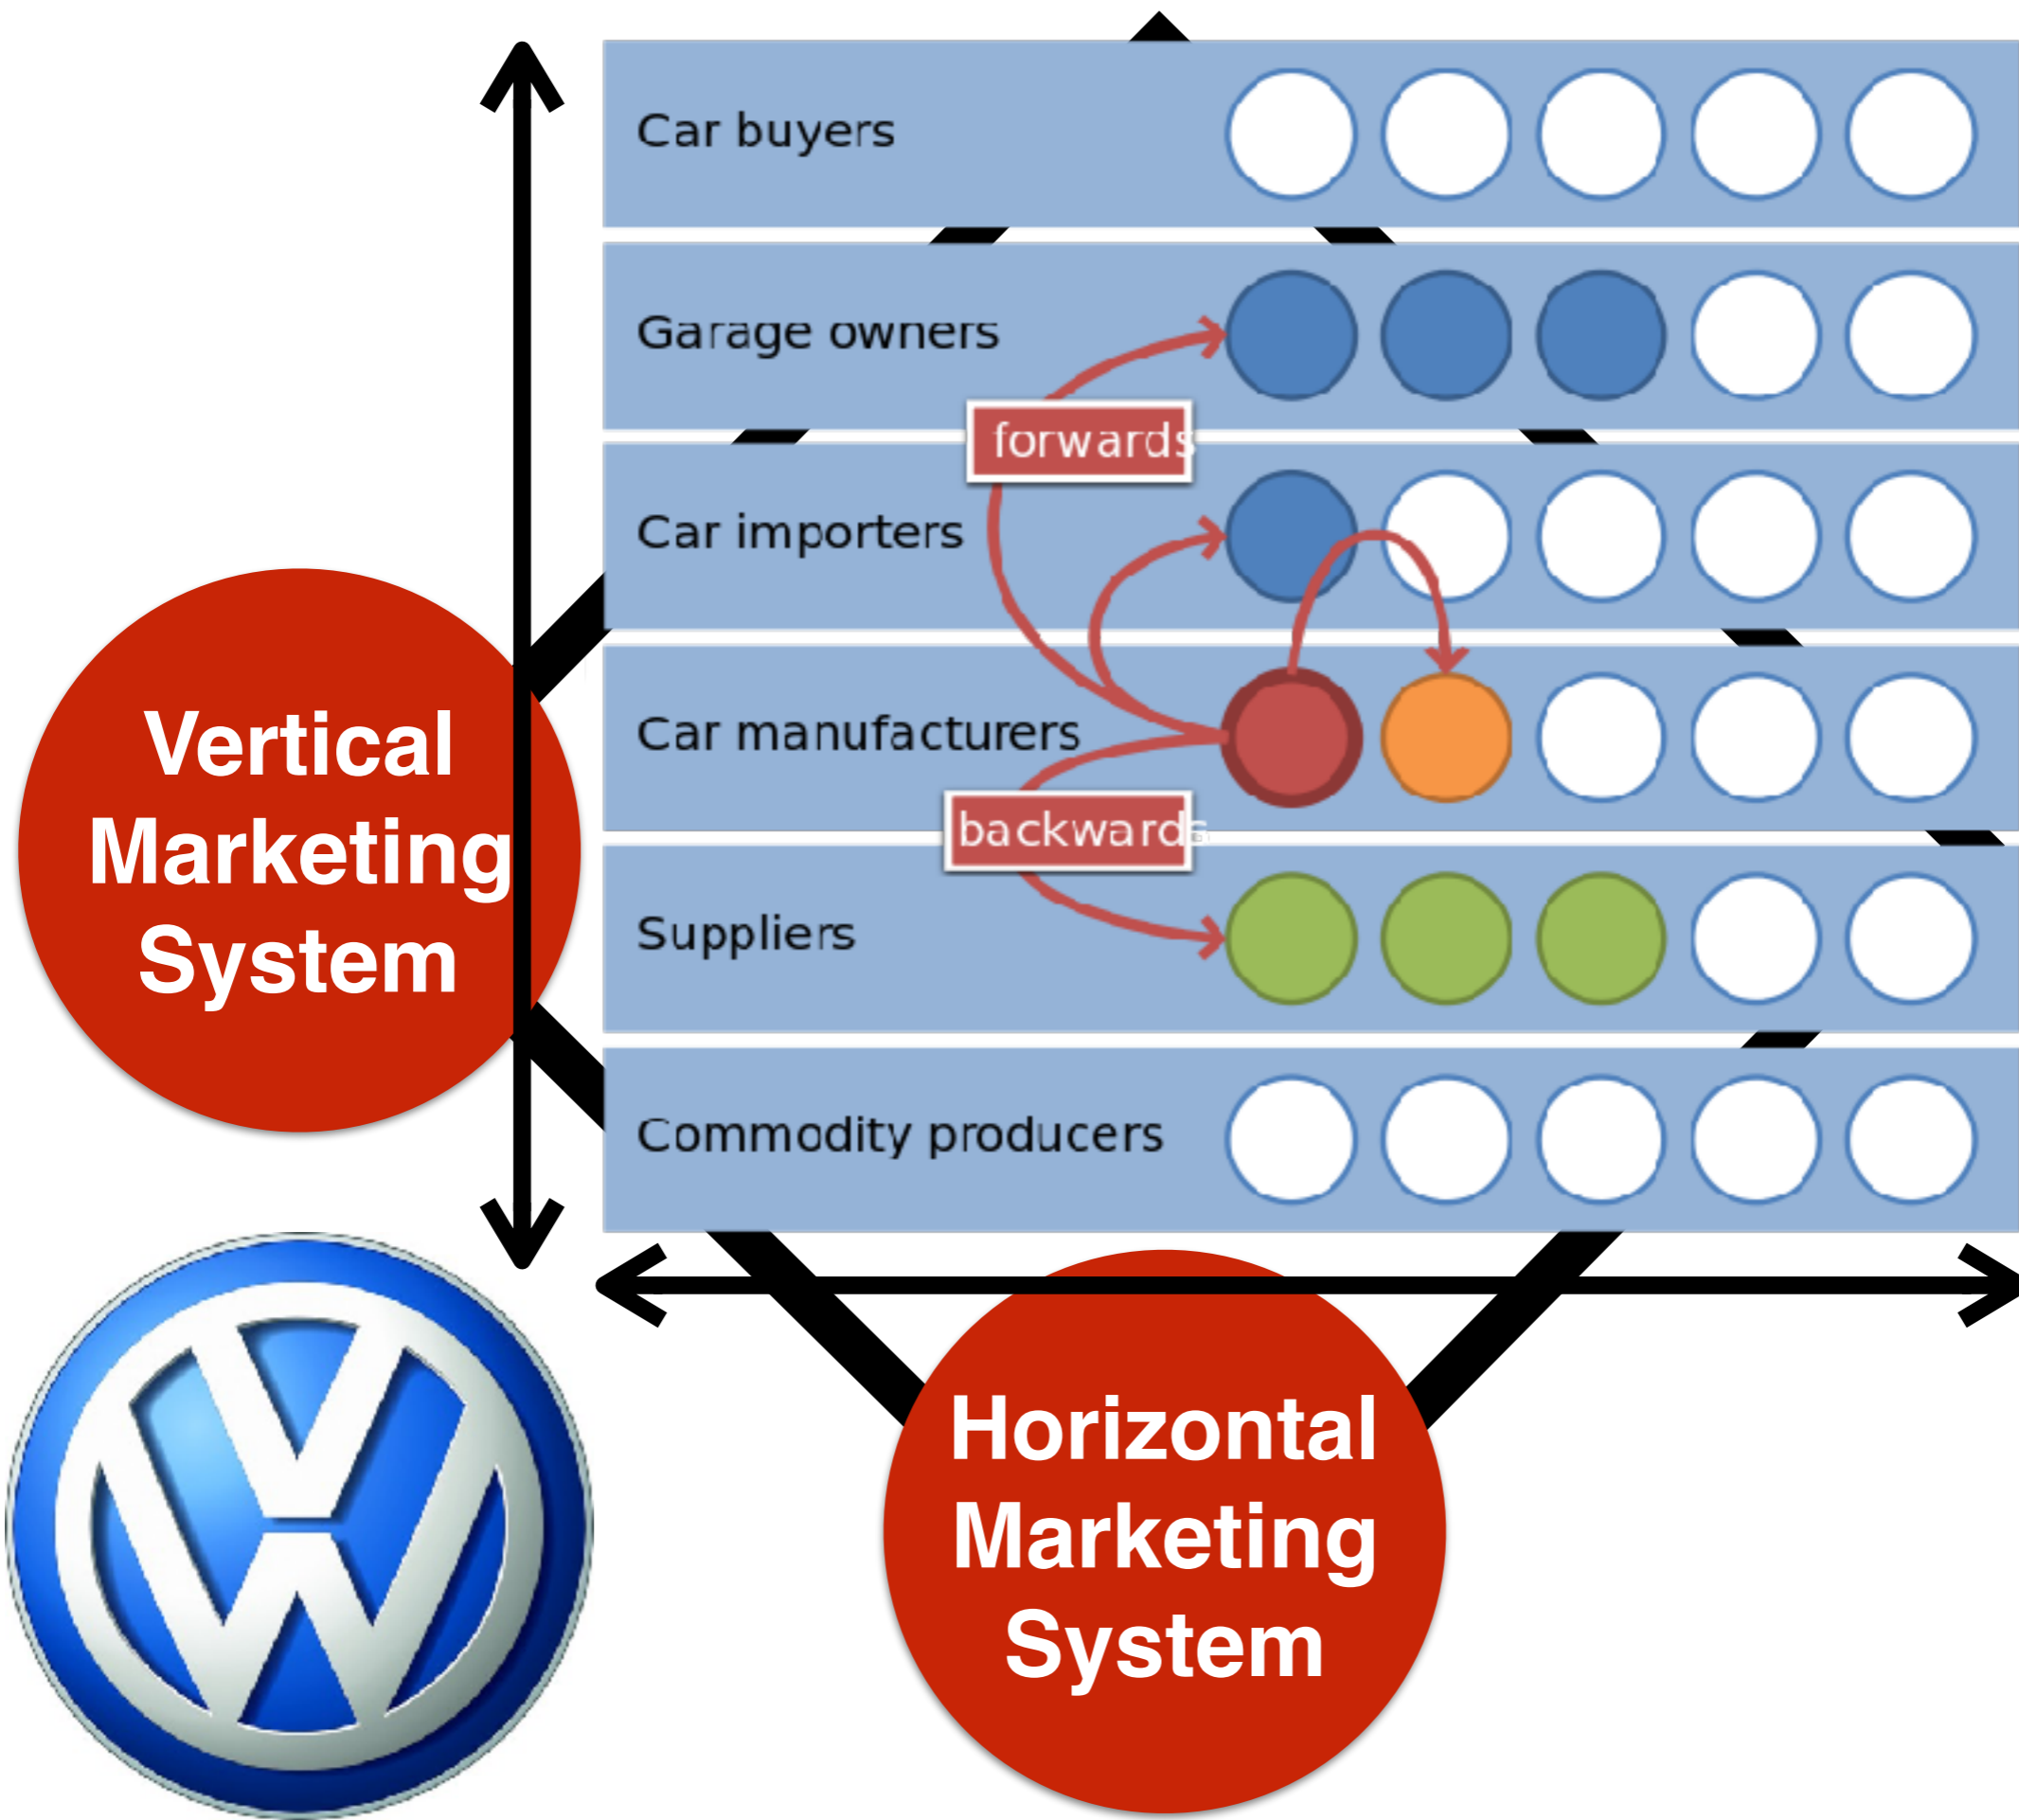 Car buyers
Garage owners
forwards
Car importers
Car manufacturers
backwards
Suppliers
Commodity producers
Vertical
Marketing
System
Horizontal
Marketing
System
VW